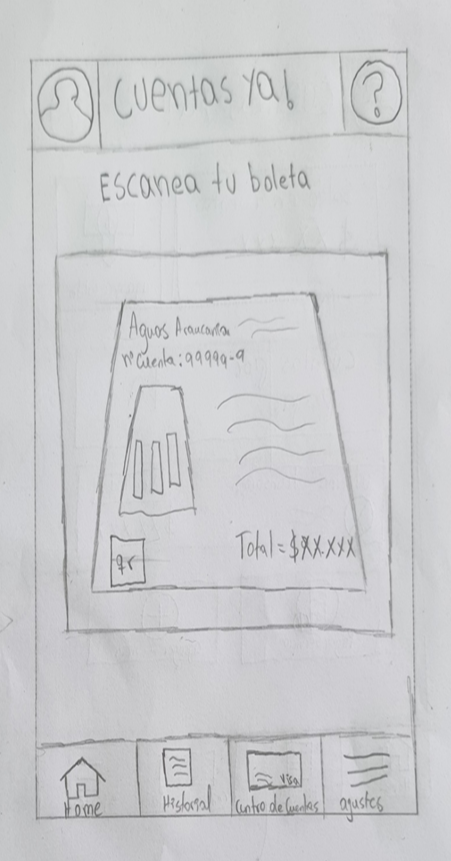 Cuentas Ya!
?
Escanea tu boleta
Aguas Araucanía
n° Cuenta: 99999-9
qr
Total = $XX.XXX
Home
Historial
visa
Centro de Cuentas
ajustes